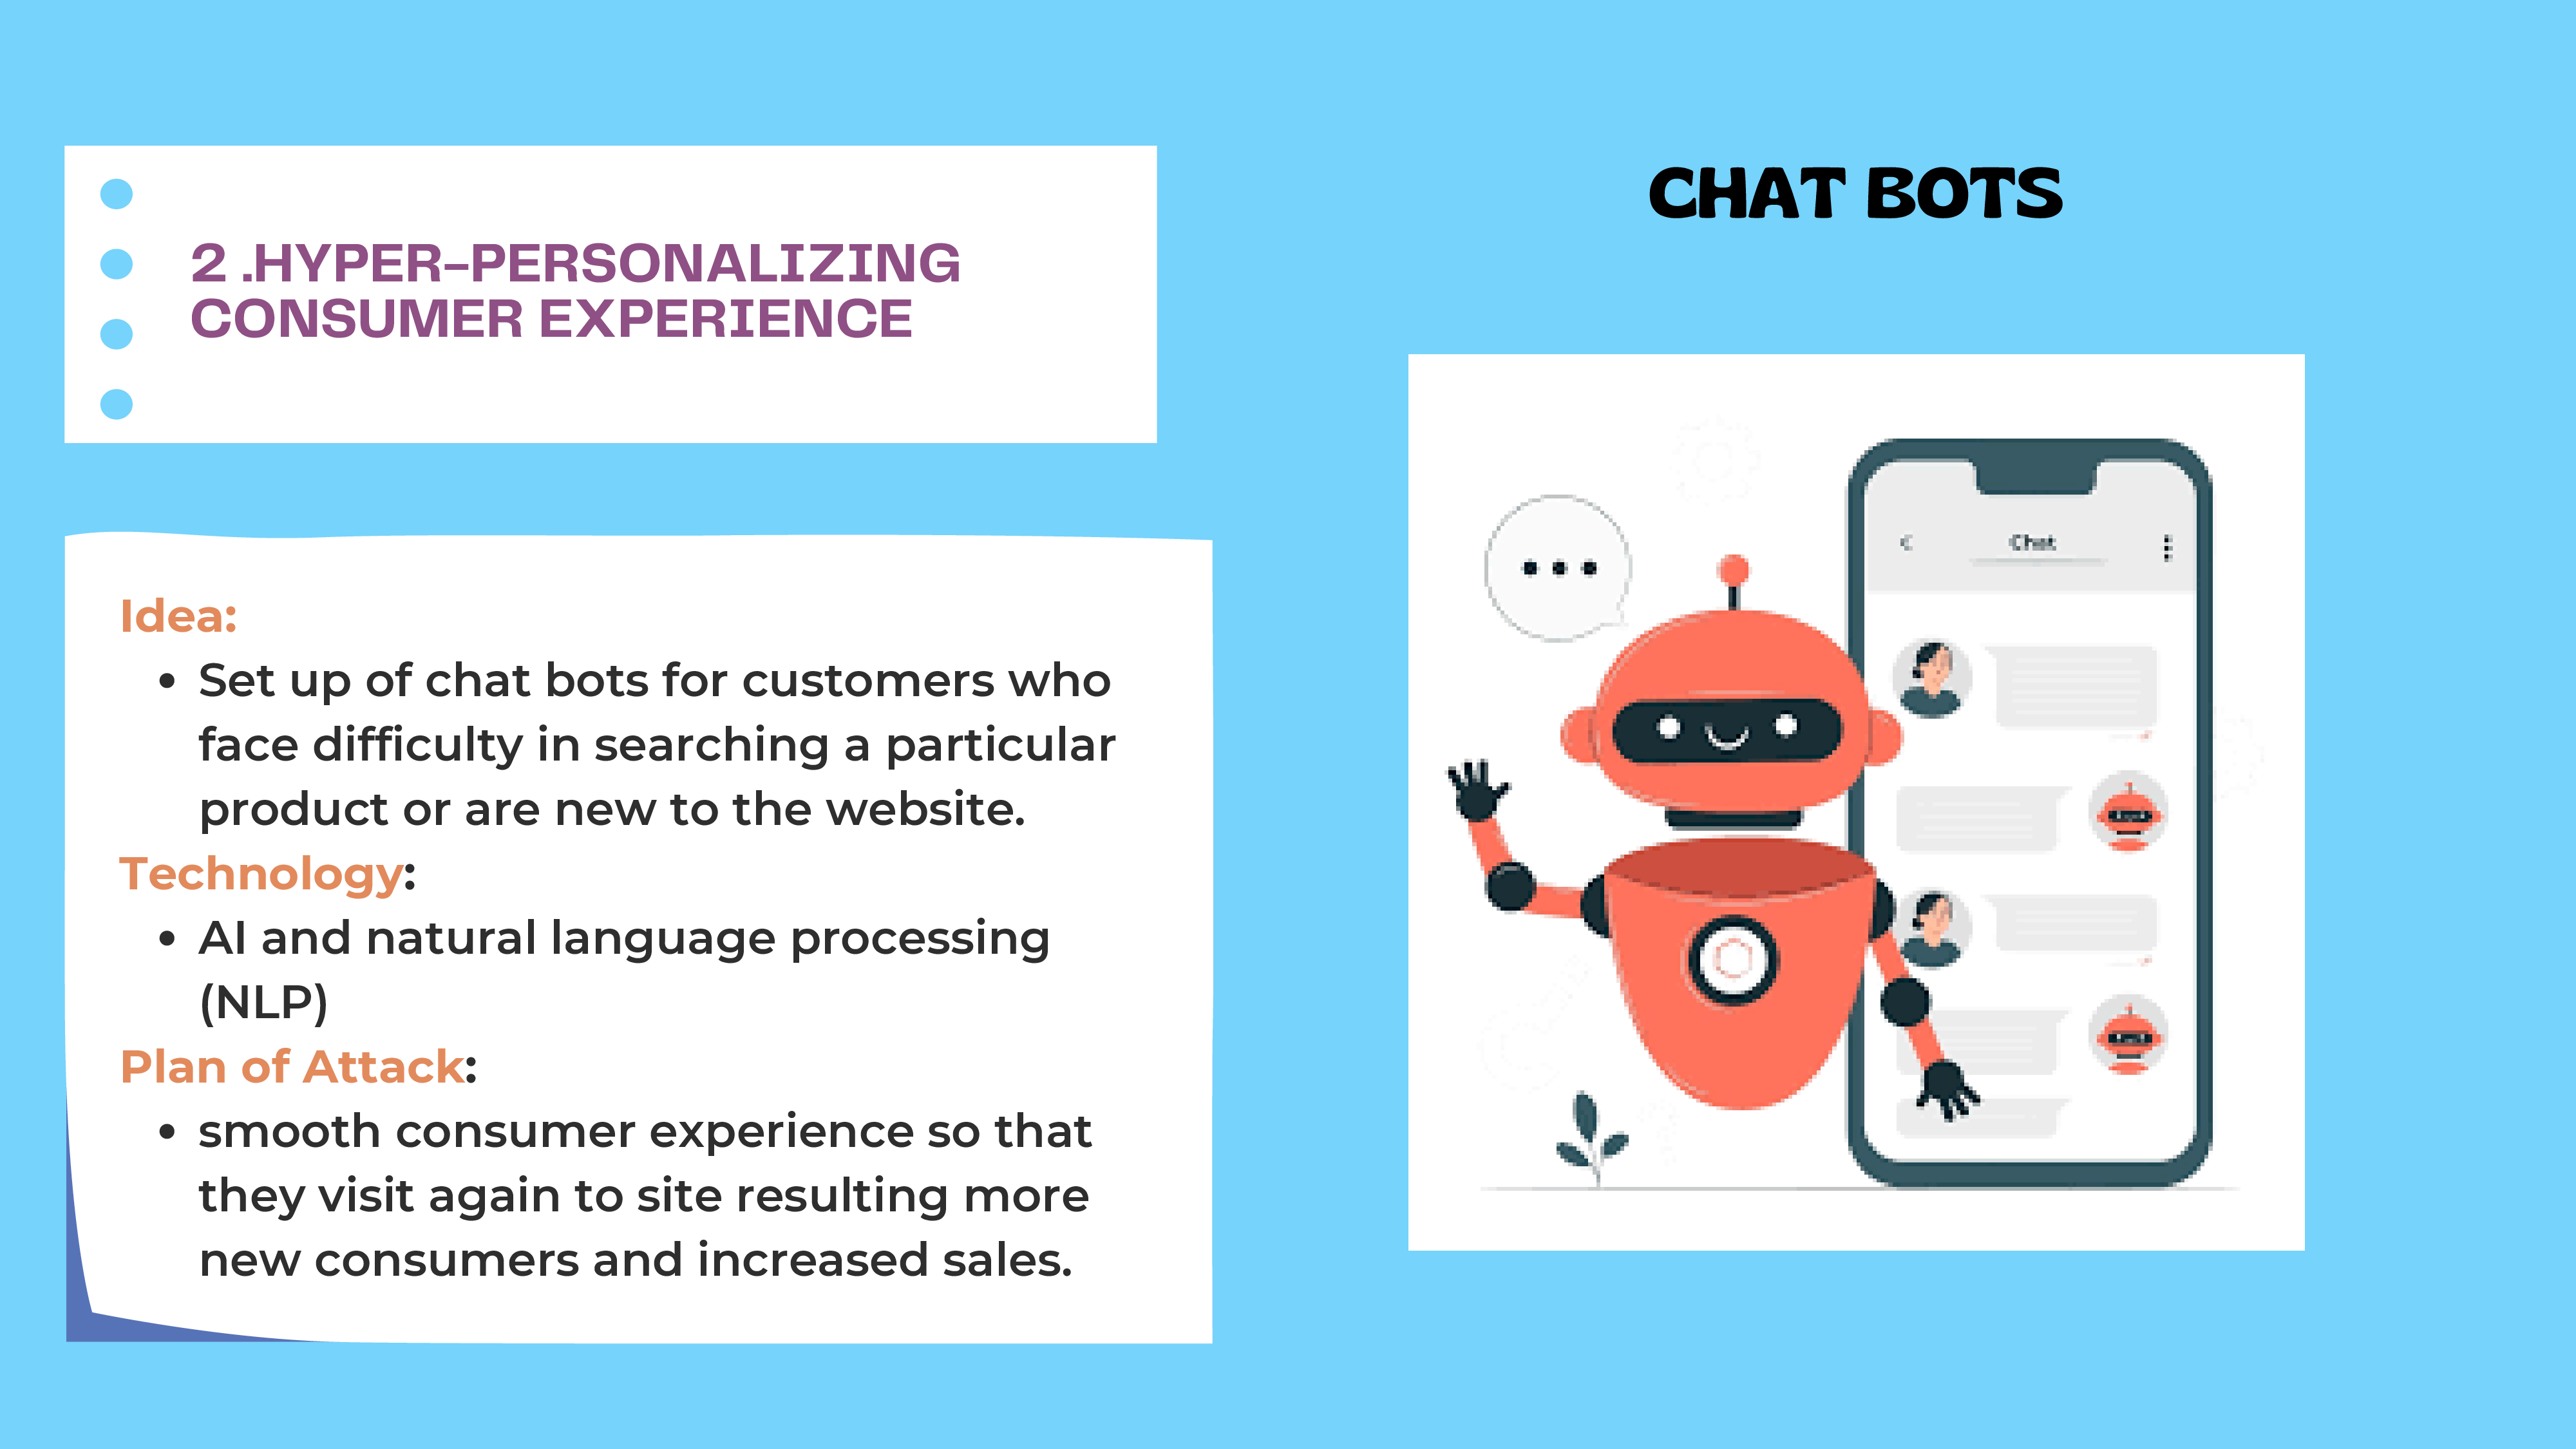 2 .HYPER-PERSONALIZING
CONSUMER EXPERIENCE
CHAT BOTS
Idea:
• Set up of chat bots for customers who
face difficulty in searching a particular
product or are new to the website.
Technology:
• AI and natural language processing
(NLP)
Plan of Attack:
• smooth consumer experience so that
they visit again to site resulting more
new consumers and increased sales.
Chat